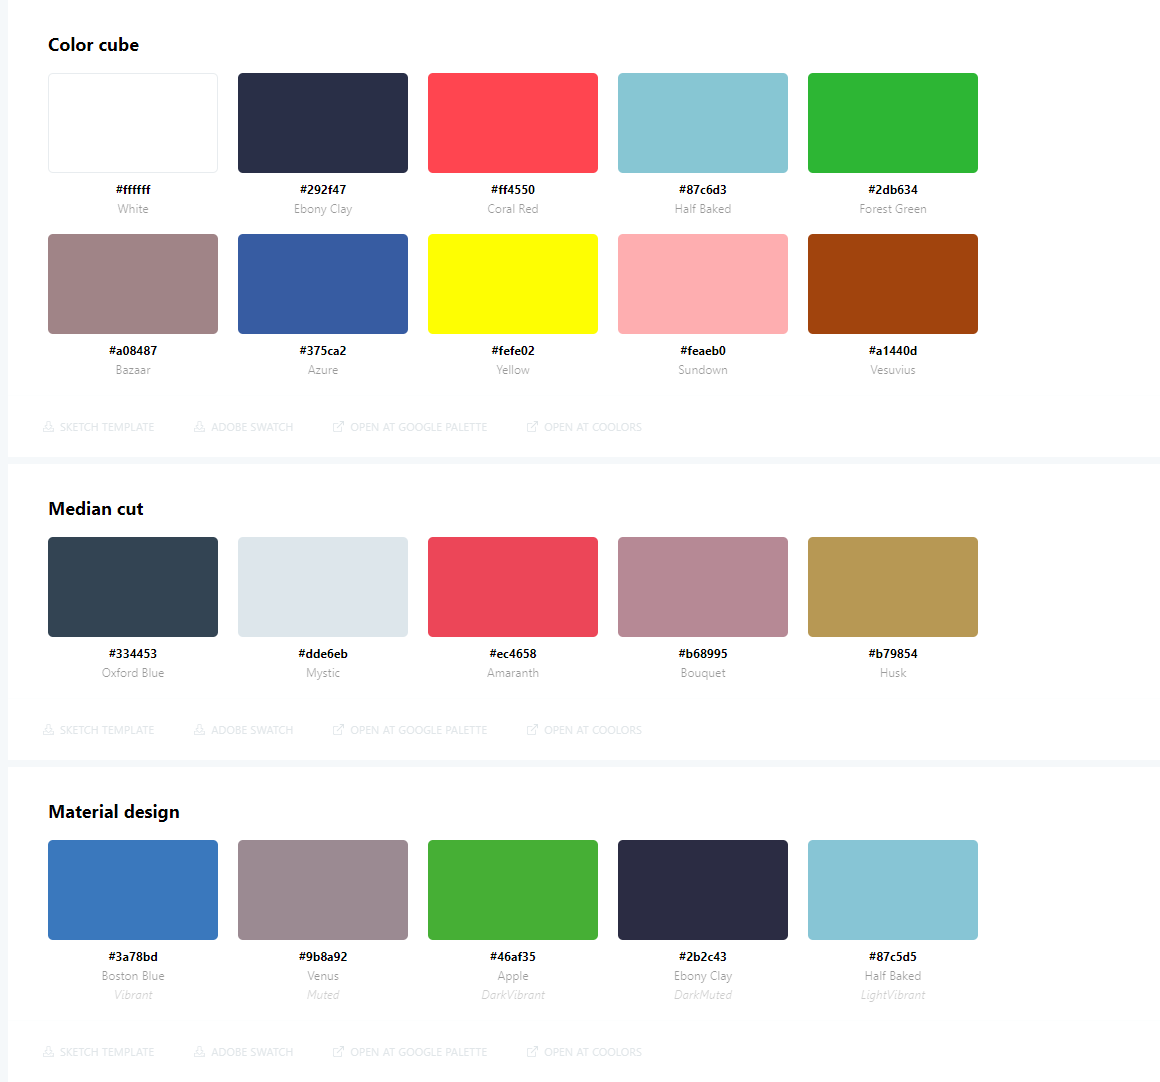 Color cube
#ffffff #292f47 #ff4550 #87c6d3 #2db634
White Ebony Clay Coral Red Half Baked Forest Green
#a08487 #375ca2 #fefe02 #feaeb0 #a1440d
Bazaar Azure Yellow Sundown Vesuvius
SKETCH TEMPLATE ADOBE SWATCH OPEN AT GOOGLE PALETTE OPEN AT COOLORS
Median cut
#334453 #dde6eb #ec4658 #b68995 #b79854
Oxford Blue Mystic Amaranth Bouquet Husk
SKETCH TEMPLATE ADOBE SWATCH OPEN AT GOOGLE PALETTE OPEN AT COOLORS
Material design
#3a78bd #9b8a92 #46af35 #2b2c43 #87c5d5
Boston Blue Venus Apple Ebony Clay Half Baked
Vibrant Muted DarkVibrant DarkMuted LightVibrant
SKETCH TEMPLATE ADOBE SWATCH OPEN AT GOOGLE PALETTE OPEN AT COOLORS